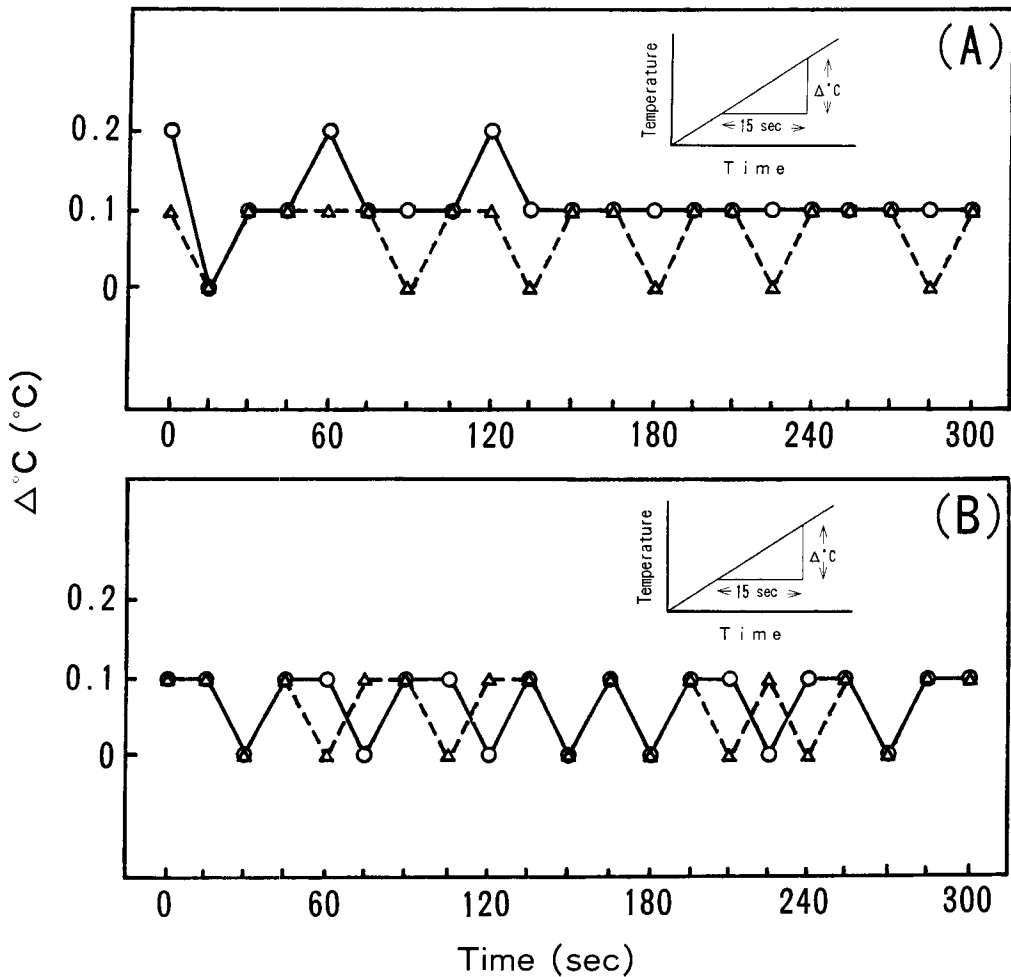 (A)
Temperature
Δ°C
15 sec
Time
0.2
0.1
0
0 60 120 180 240 300
Δ°C (°C)
(B)
Temperature
Δ°C
15 sec
Time
0.2
0.1
0
0 60 120 180 240 300
Time (sec)